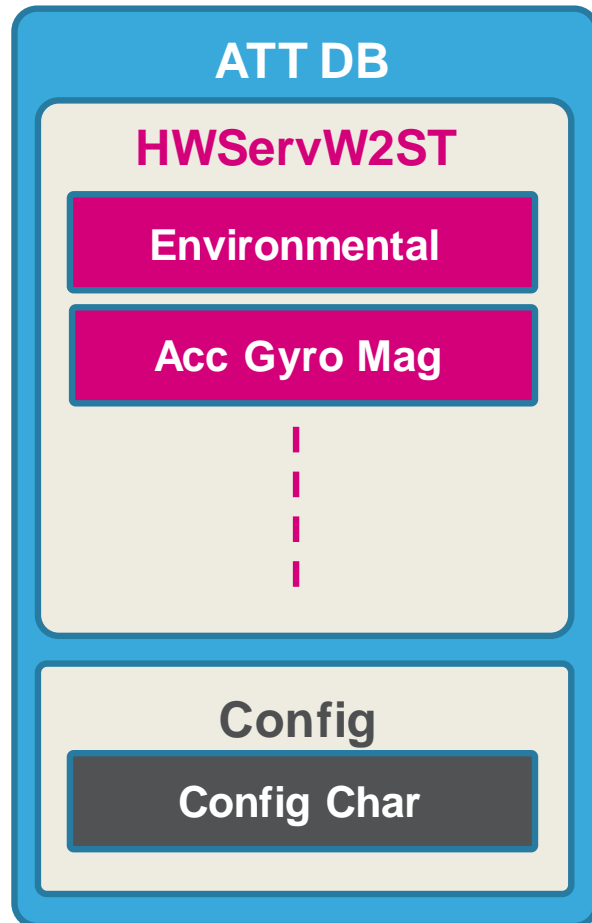 ATT DB
HWServW2ST
Environmental
Acc Gyro Mag
Config
Config Char